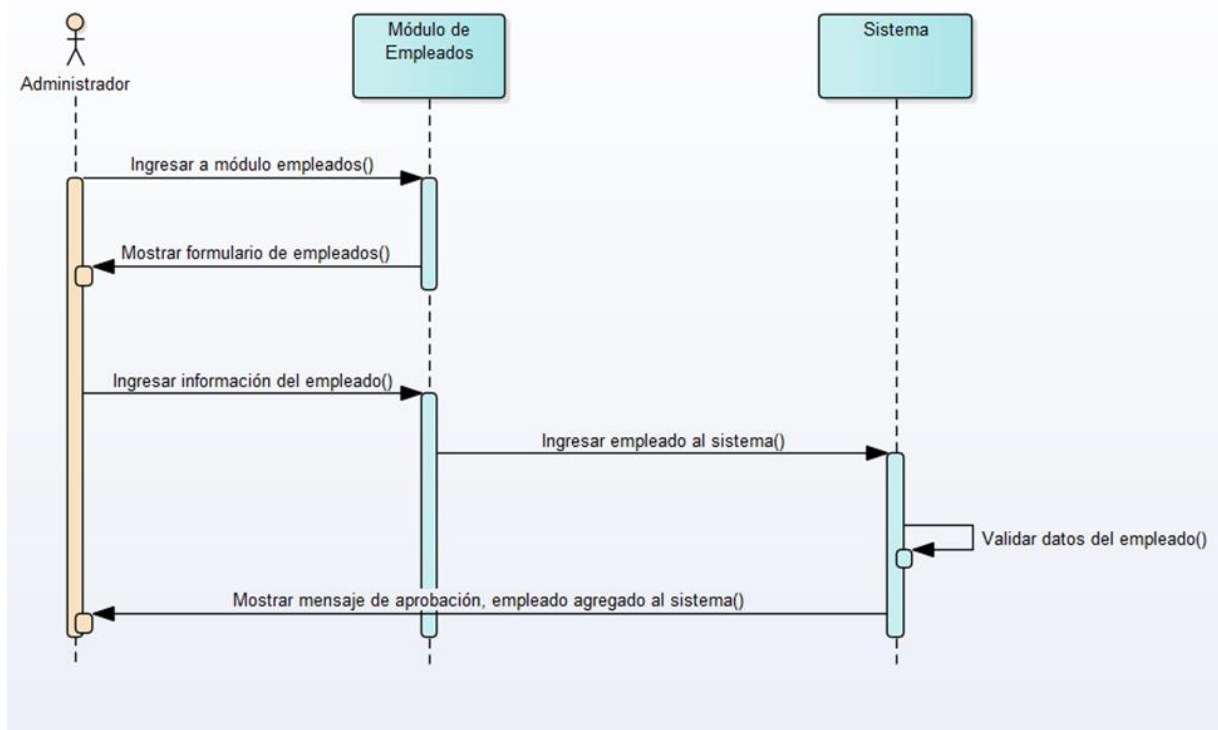 Administrador
Módulo de
Empleados
Sistema
Ingresar a módulo empleados()
Mostrar formulario de empleados()
Ingresar información del empleado()
Ingresar empleado al sistema()
Validar datos del empleado()
Mostrar mensaje de aprobación, empleado agregado al sistema()